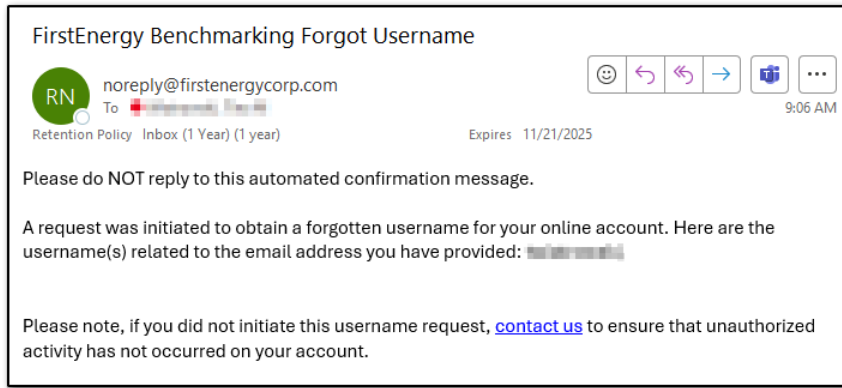 FirstEnergy Benchmarking Forgot Username
RN
noreply@firstenergycorp.com
To
9:06 AM
Retention Policy Inbox (1 Year) (1 year) Expires 11/21/2025
Please do NOT reply to this automated confirmation message.
A request was initiated to obtain a forgotten username for your online account. Here are the
username(s) related to the email address you have provided:
Please note, if you did not initiate this username request, contact us to ensure that unauthorized
activity has not occurred on your account.